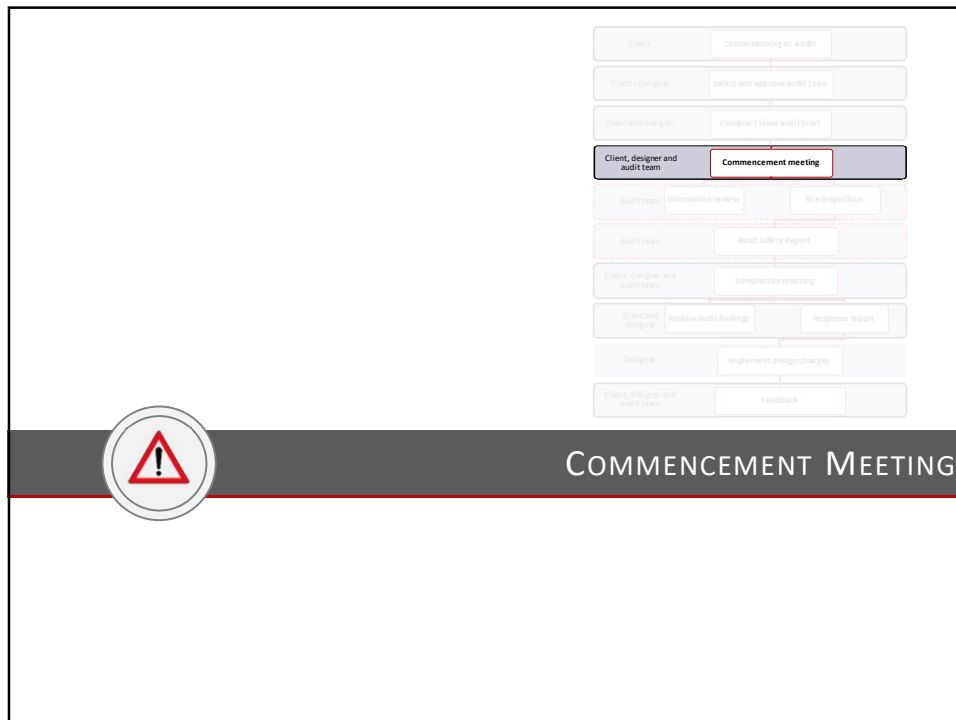 Client
Commissioning an Audit
Client / designer
Select and approve audit team
Client and designer
Compile / issue audit brief
Client, designer and
audit team
Commencement meeting
Audit team
Information review
Site Inspection
Audit team
Road Safety Report
Client, designer and
audit team
Completion meeting
Client and
designer
Review audit findings
Response report
Designer
Implement design changes
Client, designer and
audit team
Feedback
COMMENCEMENT MEETING